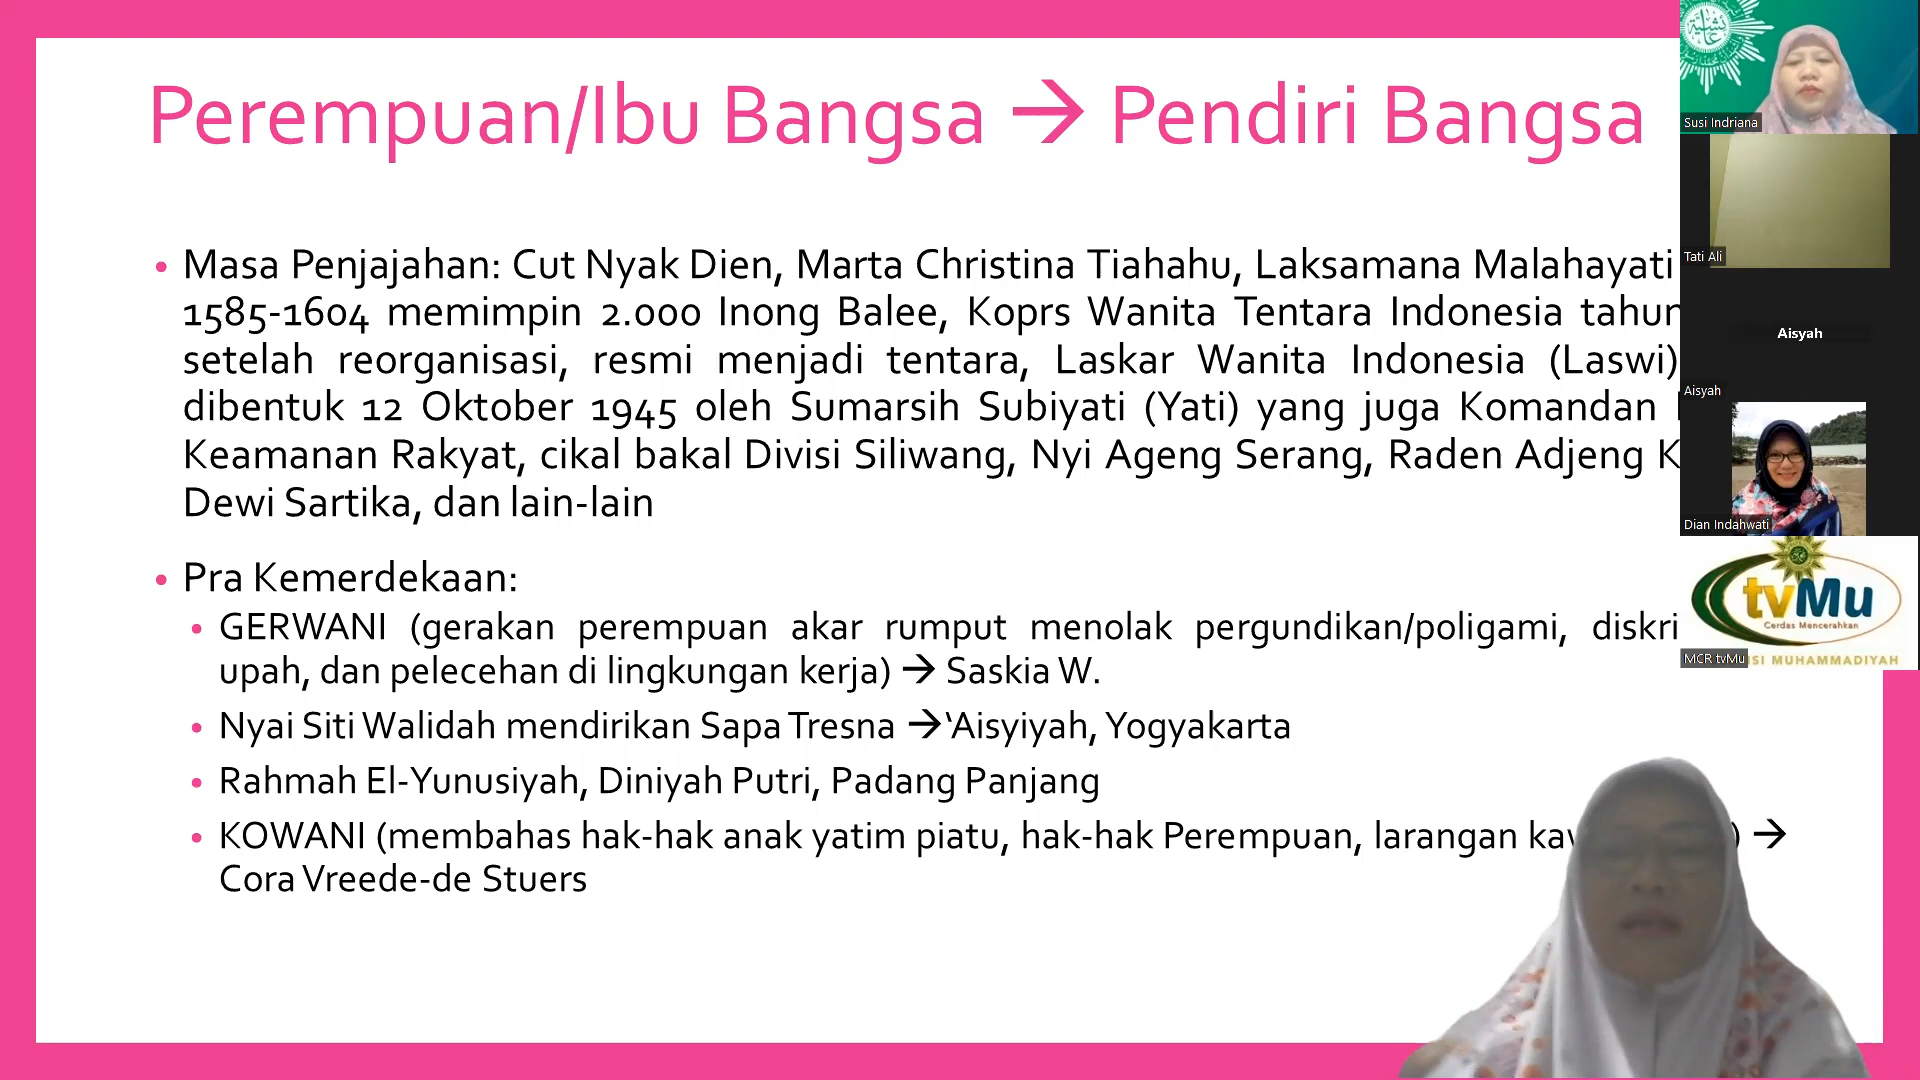 Perempuan/Ibu Bangsa → Pendiri Bangsa
• Masa Penjajahan: Cut Nyak Dien, Marta Christina Tiahahu, Laksamana Malahayati
1585-1604 memimpin 2.000 Inong Balee, Koprs Wanita Tentara Indonesia tahun
setelah reorganisasi, resmi menjadi tentara, Laskar Wanita Indonesia (Laswi)
dibentuk 12 Oktober 1945 oleh Sumarsih Subiyati (Yati) yang juga Komandan
Keamanan Rakyat, cikal bakal Divisi Siliwang, Nyi Ageng Serang, Raden Adjeng K
Dewi Sartika, dan lain-lain
• Pra Kemerdekaan:
• GERWANI (gerakan perempuan akar rumput menolak pergundikan/poligami, diskri
upah, dan pelecehan di lingkungan kerja) → Saskia W.
• Nyai Siti Walidah mendirikan Sapa Tresna →‘Aisyiyah, Yogyakarta
• Rahmah El-Yunusiyah, Diniyah Putri, Padang Panjang
• KOWANI (membahas hak-hak anak yatim piatu, hak-hak Perempuan, larangan ) →
Cora Vreede-de Stuers
Susi Indriana
Tati Ali
Aisyah
Aisyah
Dian Indahwati
tvMu
Cerdas Mencerahkan
MCR tvMu
SI MUHAMMADIYAH